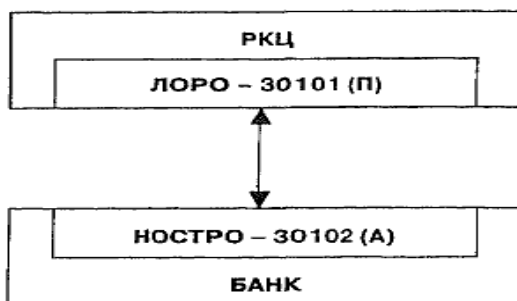 РКЦ
ЛОРО – 30101 (П)
НОСТРО – 30102 (А)
БАНК